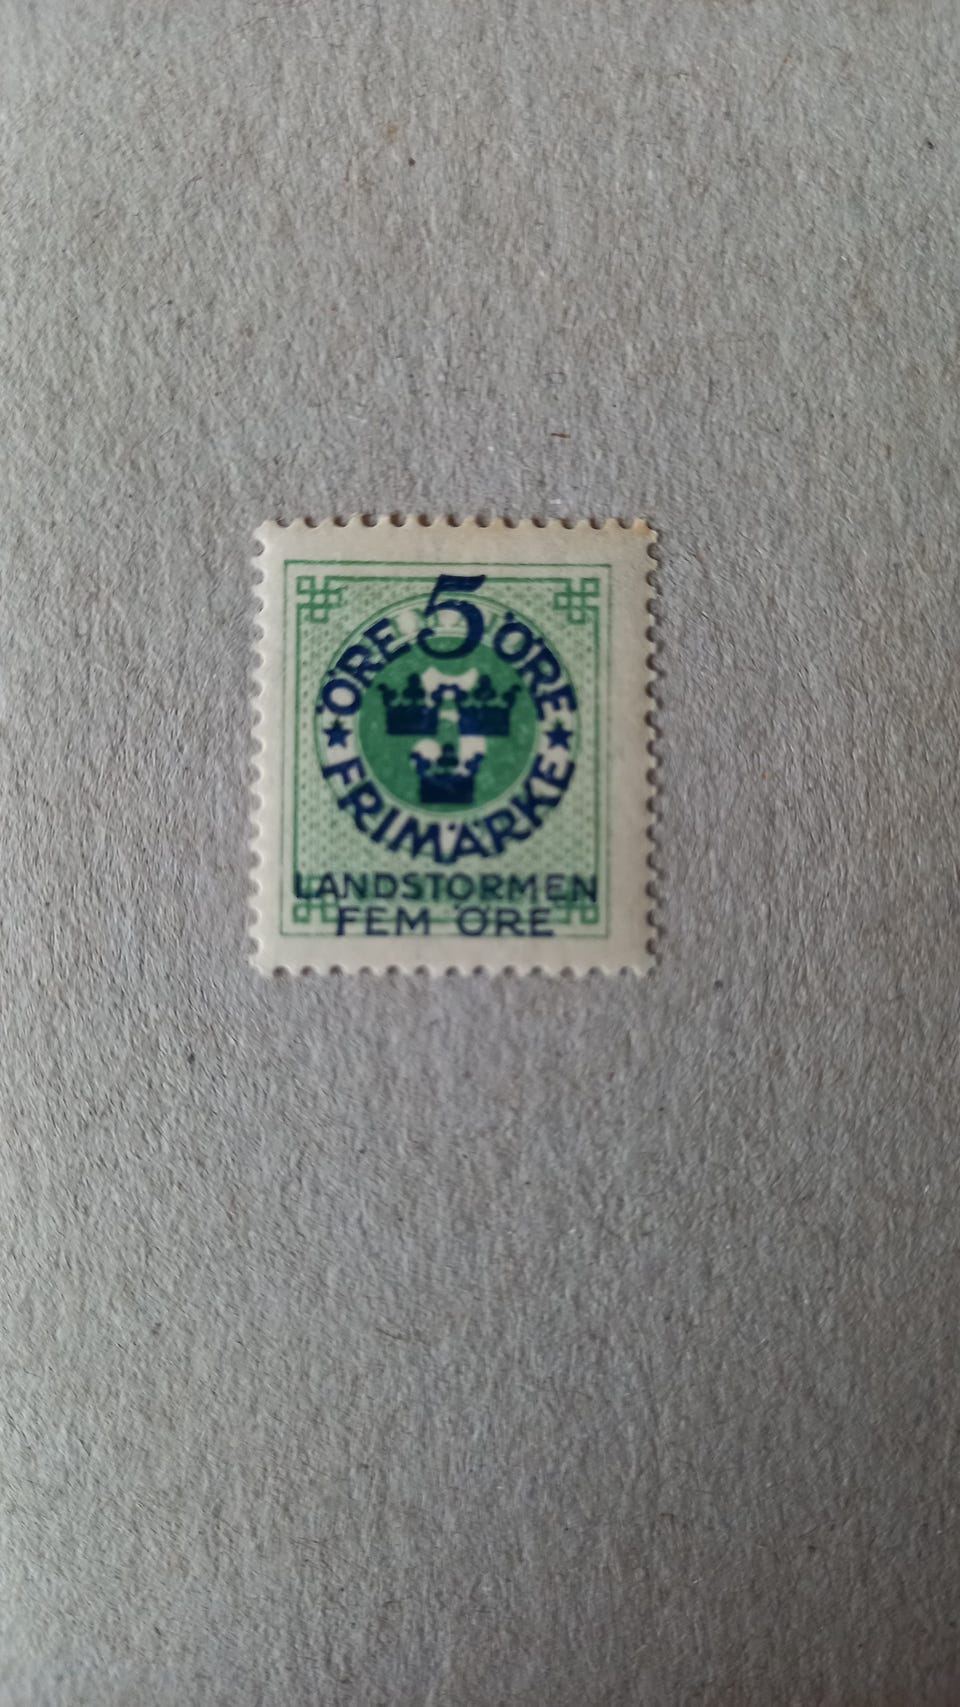 ÖRE 5 ÖRE
FRIMÄRKE
LANDSTORMEN
FEM ÖRE